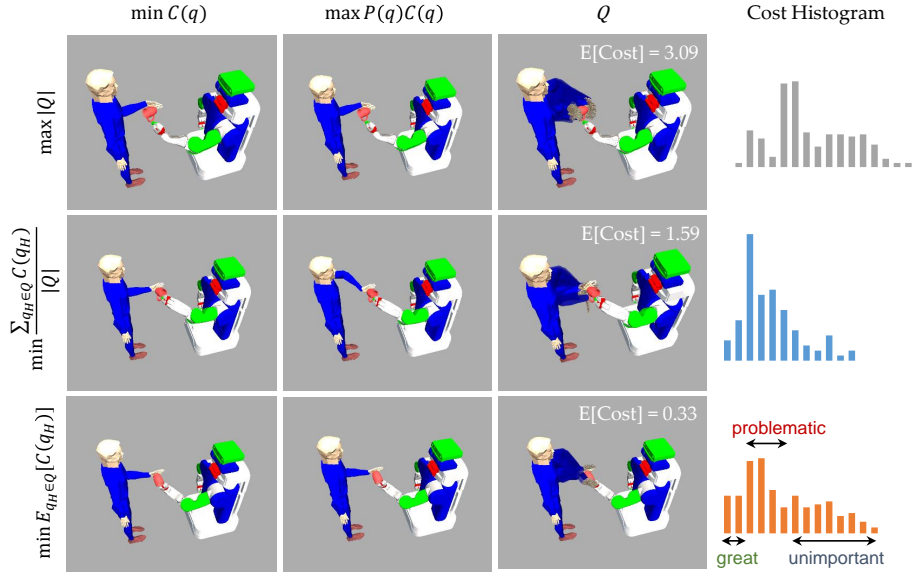 min C(q)
max P(q)C(q)
Q
Cost Histogram
max |Q|
E[Cost] = 3.09
min ∑_{q_H∈Q} C(q_H) / |Q|
E[Cost] = 1.59
min E_{q_H∈Q}[C(q_H)]
E[Cost] = 0.33
problematic
great
unimportant